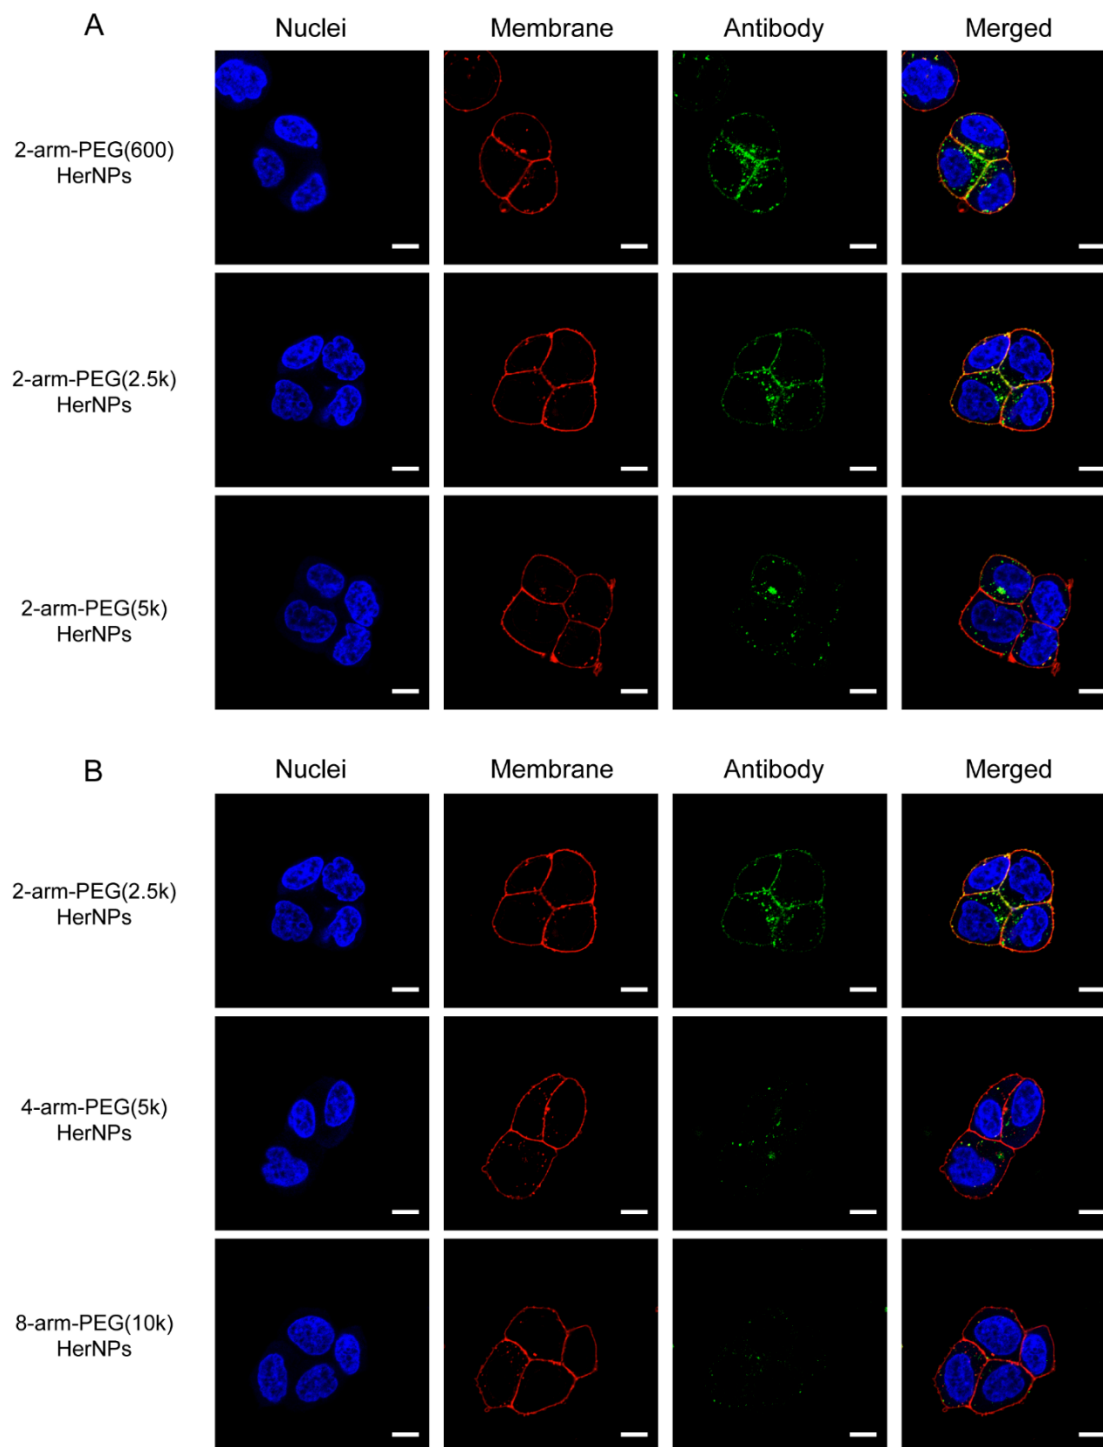 A
Nuclei Membrane Antibody Merged
2-arm-PEG(600)
HerNPs
2-arm-PEG(2.5k)
HerNPs
2-arm-PEG(5k)
HerNPs
B
Nuclei Membrane Antibody Merged
2-arm-PEG(2.5k)
HerNPs
4-arm-PEG(5k)
HerNPs
8-arm-PEG(10k)
HerNPs